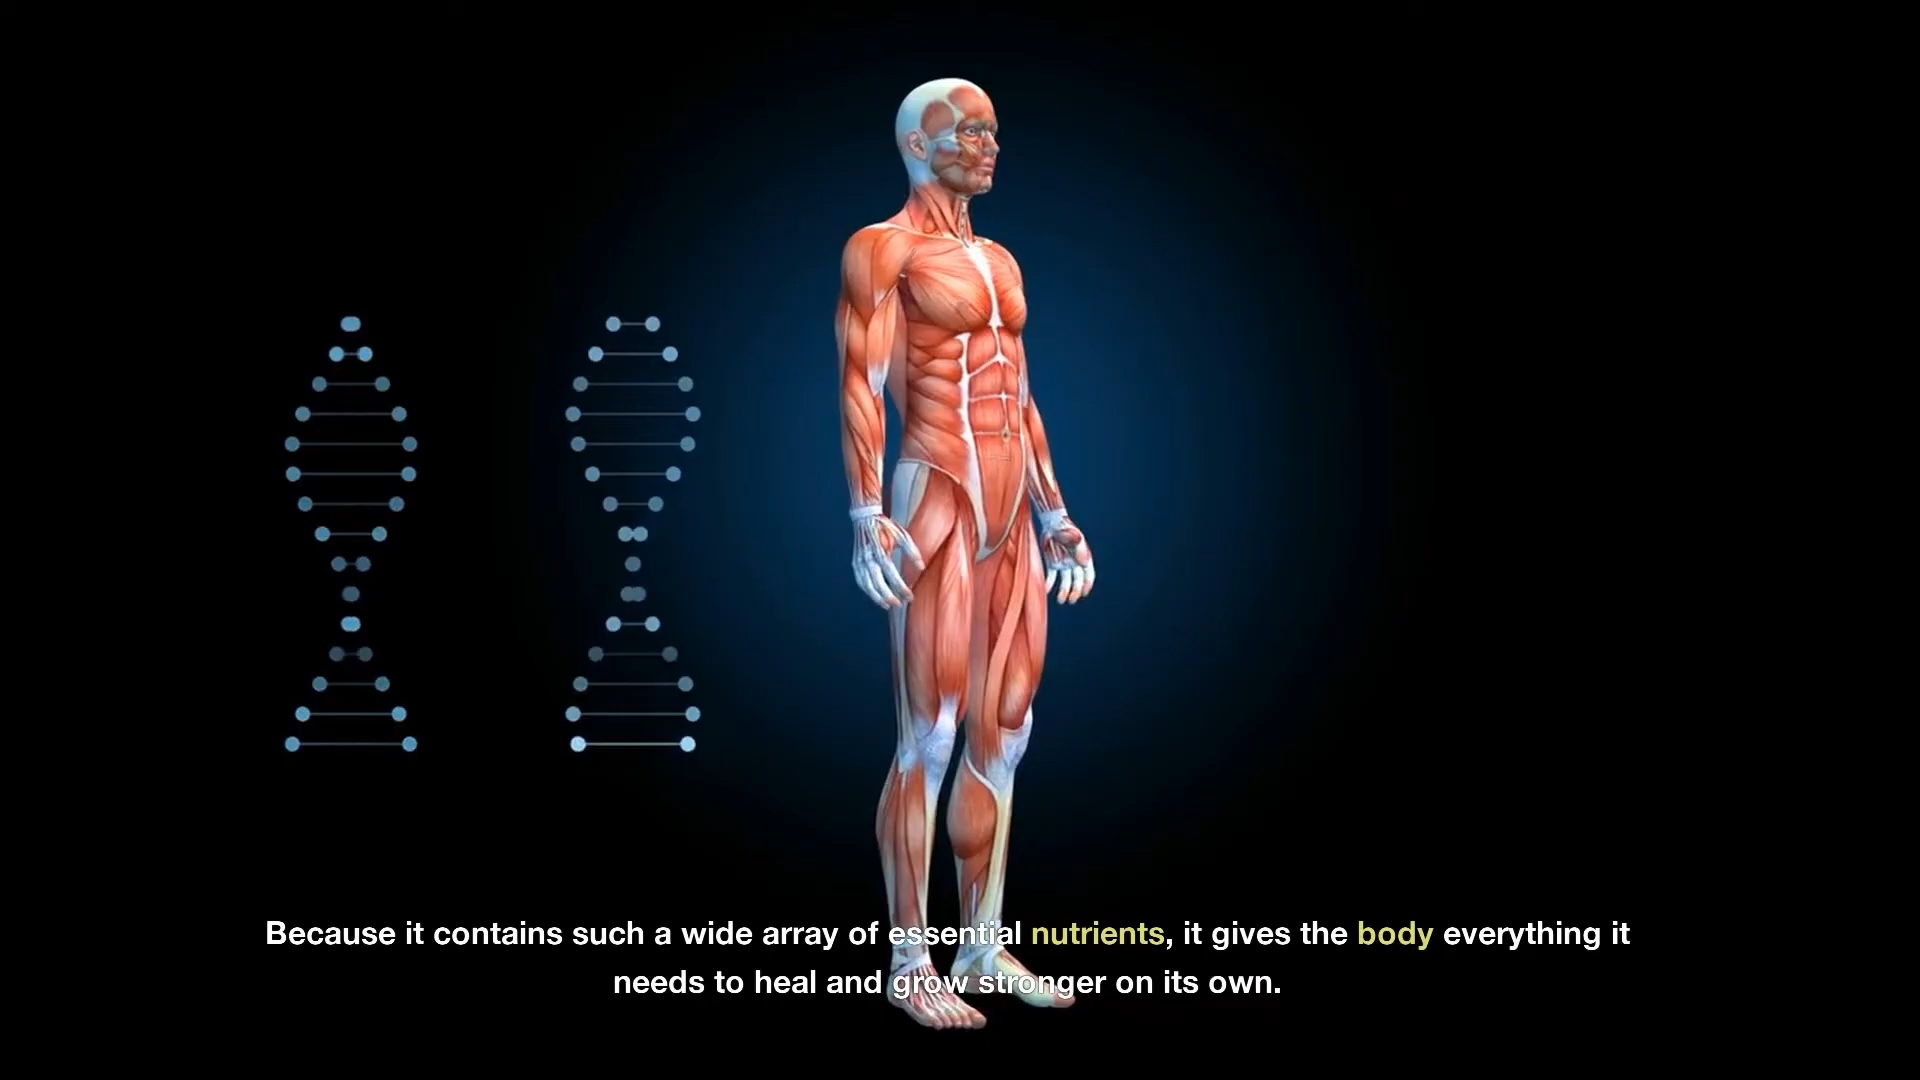 Because it contains such a wide array of essential nutrients, it gives the body everything it
needs to heal and grow stronger on its own.